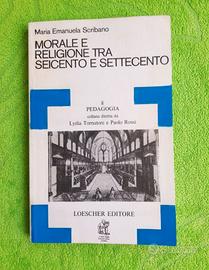 Maria Emanuela Scribano
MORALE E
RELIGIONE TRA
SEICENTO E SETTECENTO
8
PEDAGOGIA
collana diretta da
Lydia Tornatore e Paolo Rossi
LOESCHER EDITORE
subito